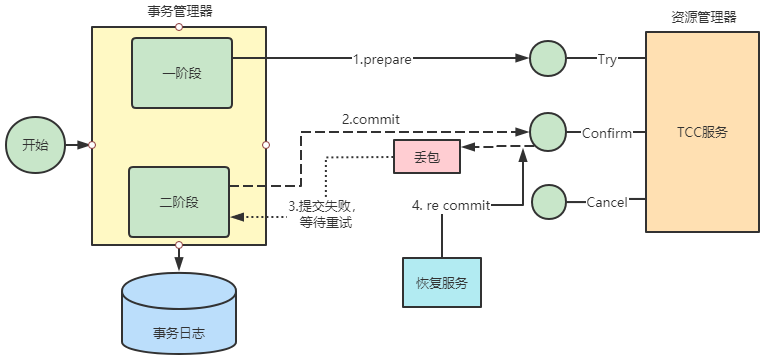 事务管理器
资源管理器
一阶段
1.prepare
Try
2.commit
开始
Confirm
TCC服务
丢包
二阶段
3.提交失败，
等待重试
4. re commit
Cancel
恢复服务
事务日志